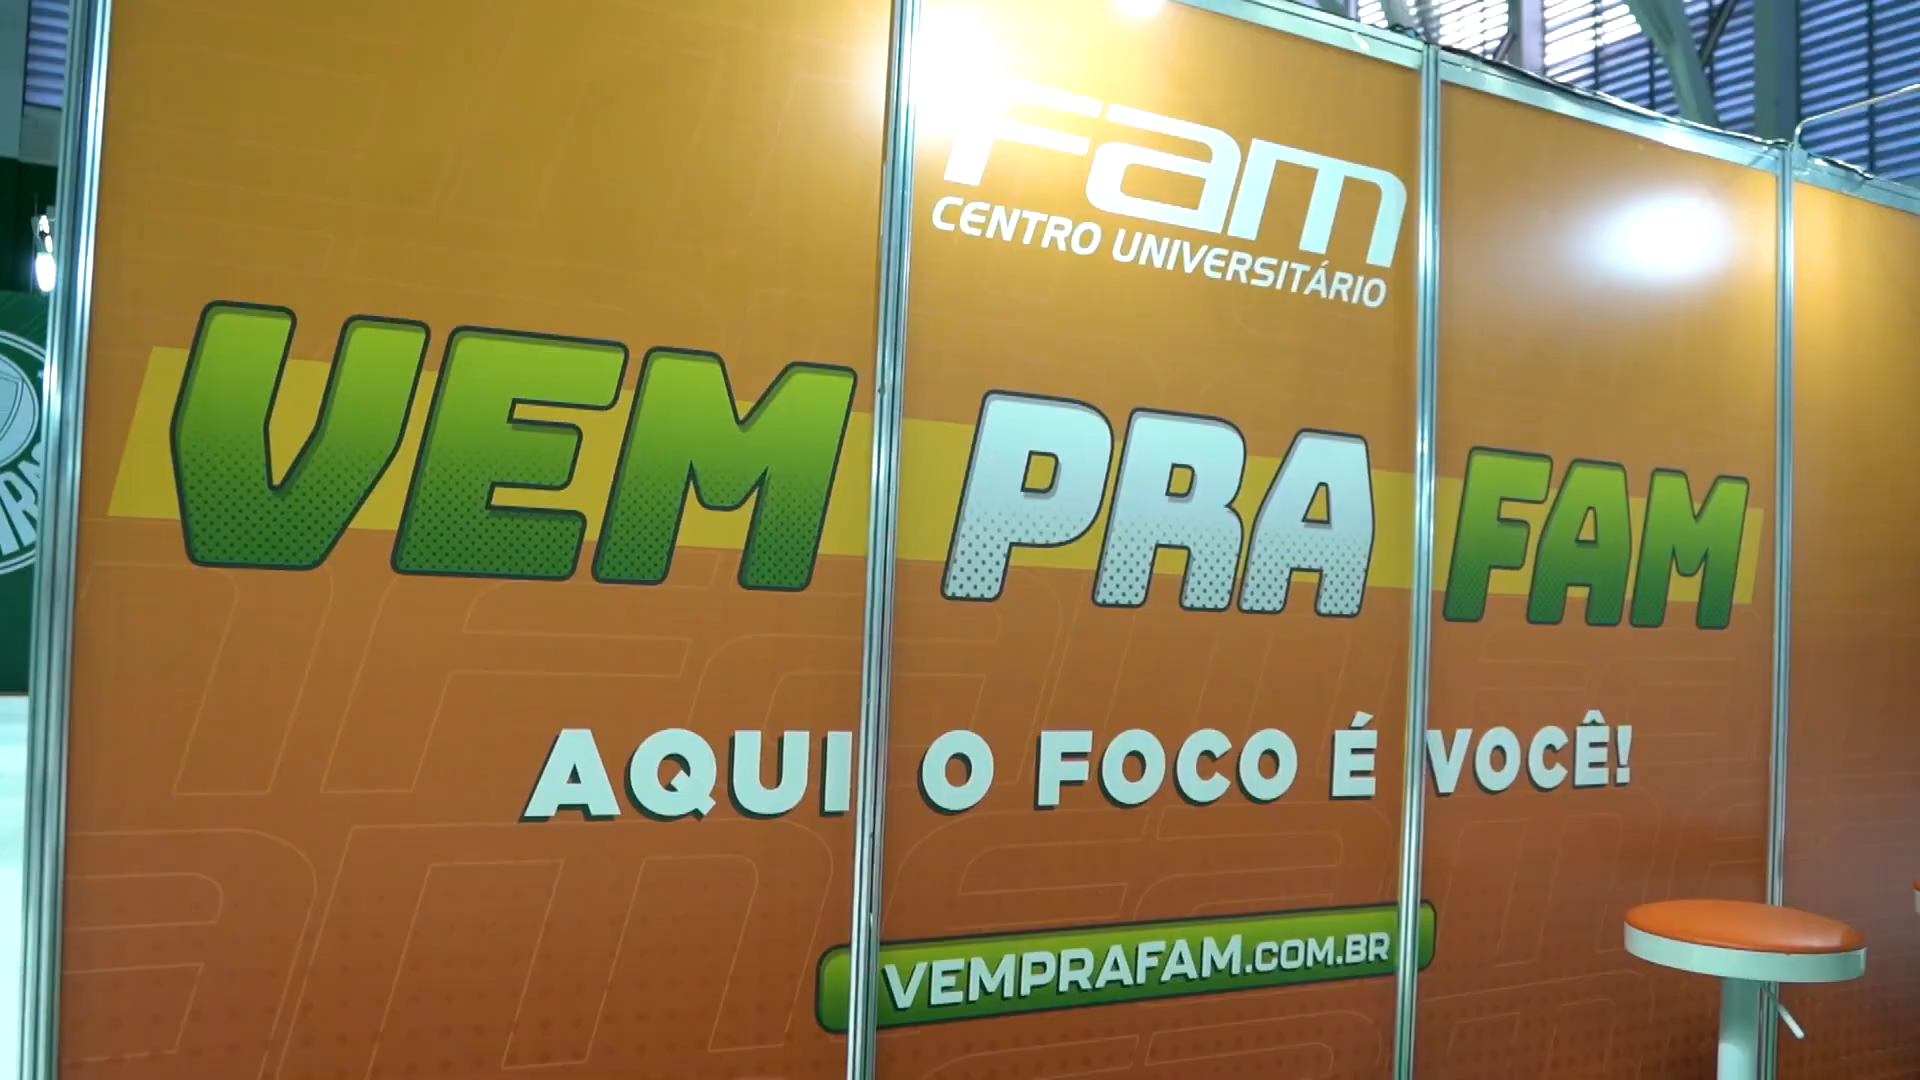 fam
CENTRO UNIVERSITÁRIO
VEM PRA FAM
AQUI O FOCO É VOCÊ!
VEMPRAFAM.COM.BR